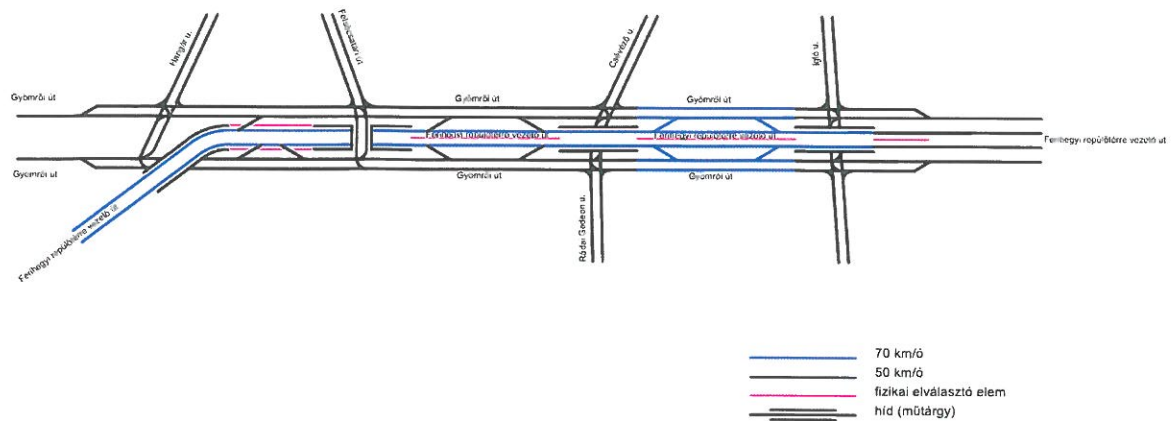 Hangár u.
Felsőcsatári út
Csévéző u.
Igló u.
Gyömrői út
Gyömrői út
Gyömrői út
Ferihegyi repülőtérre vezető út
Ferihegyi repülőtérre vezető út
Ferihegyi repülőtérre vezető út
Gyömrői út
Gyömrői út
Gyömrői út
Ferihegyi repülőtérre vezető út
Ráday Gedeon u.
70 km/ó
50 km/ó
fizikai elválasztó elem
híd (műtárgy)